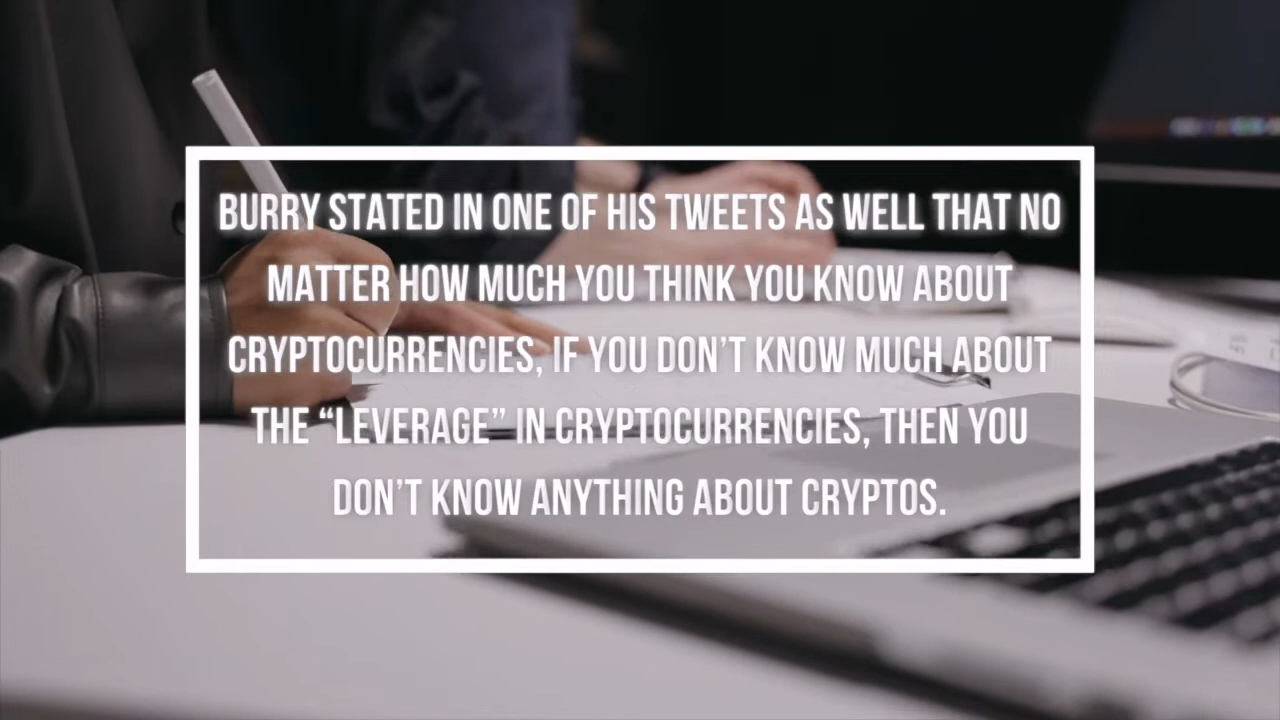 BURRY STATED IN ONE OF HIS TWEETS AS WELL THAT NO
MATTER HOW MUCH YOU THINK YOU KNOW ABOUT
CRYPTOCURRENCIES, IF YOU DON’T KNOW MUCH ABOUT
THE “LEVERAGE” IN CRYPTOCURRENCIES, THEN YOU
DON’T KNOW ANYTHING ABOUT CRYPTOS.